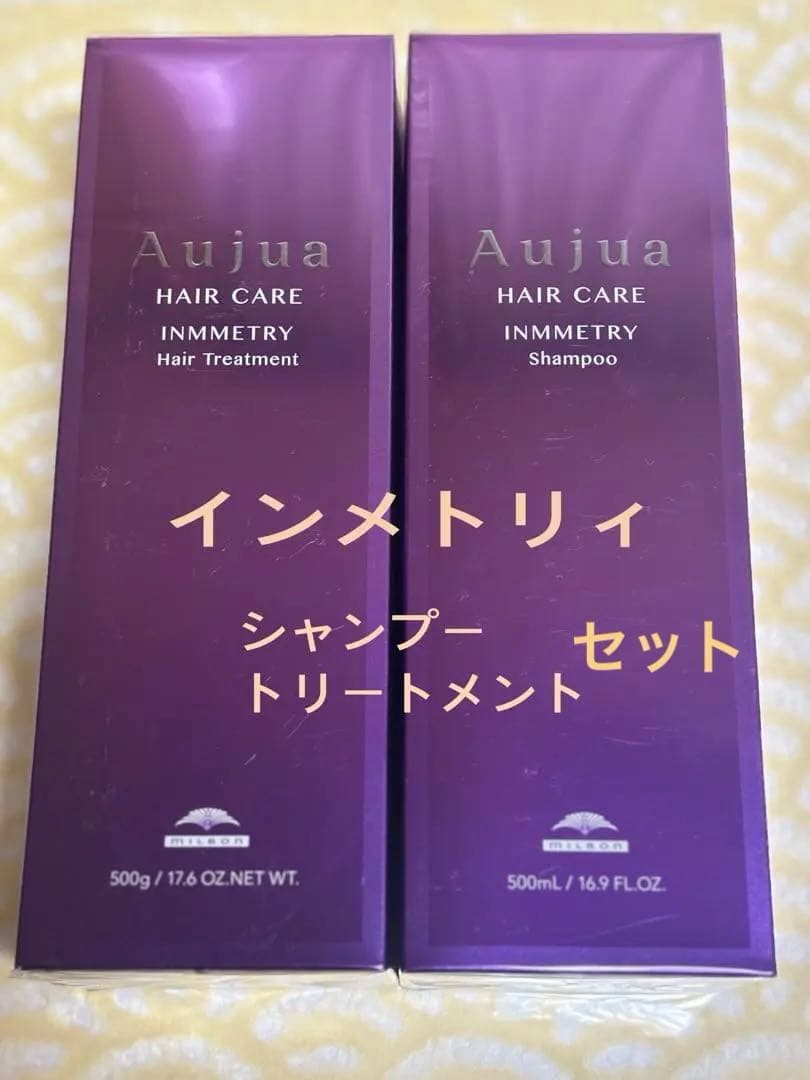 Aujua
HAIR CARE
INMMETRY
Hair Treatment
Aujua
HAIR CARE
INMMETRY
Shampoo
インメトリィ
シャンプー
トリートメント
セット
MILBON
500g / 17.6 OZ.NET WT.
MILBON
500mL / 16.9 FL.OZ.